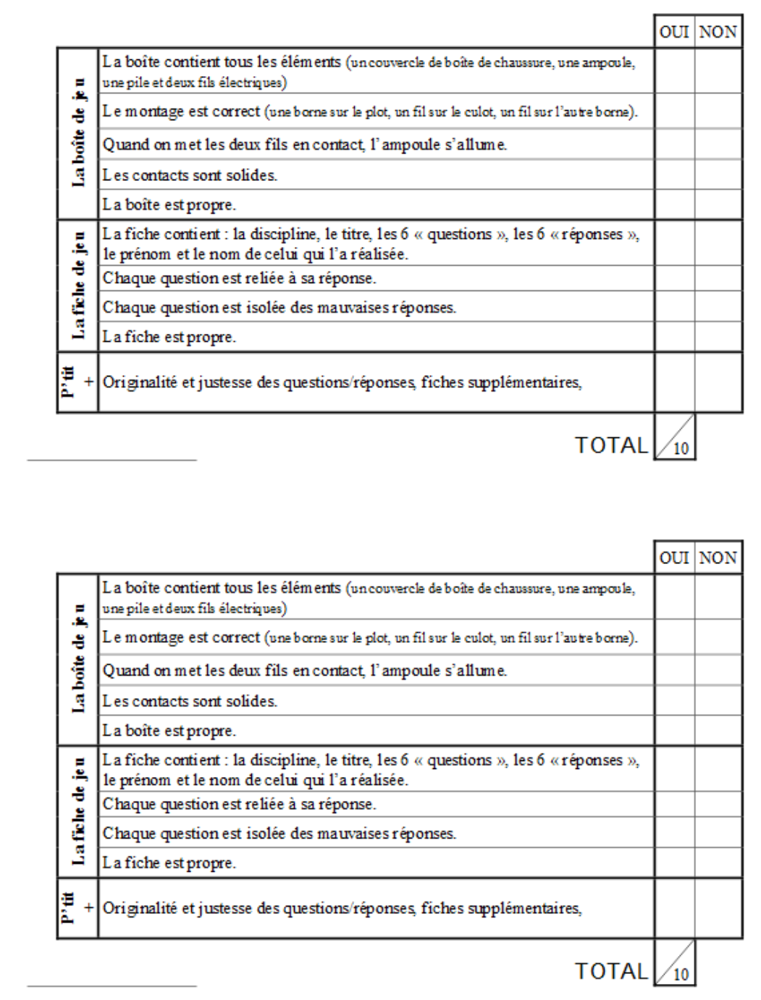 OUI NON
La boîte de jeu
La boîte contient tous les éléments (un couvercle de boîte de chaussure, une ampoule,
une pile et deux fils électriques)
Le montage est correct (une borne sur le plot, un fil sur le culot, un fil sur l'autre borne).
Quand on met les deux fils en contact, l'ampoule s'allume.
Les contacts sont solides.
La boîte est propre.
La fiche de jeu
La fiche contient : la discipline, le titre, les 6 « questions », les 6 « réponses »,
le prénom et le nom de celui qui l'a réalisée.
Chaque question est reliée à sa réponse.
Chaque question est isolée des mauvaises réponses.
La fiche est propre.
P'tit
+
Originalité et justesse des questions/réponses, fiches supplémentaires,
TOTAL /10
OUI NON
La boîte de jeu
La boîte contient tous les éléments (un couvercle de boîte de chaussure, une ampoule,
une pile et deux fils électriques)
Le montage est correct (une borne sur le plot, un fil sur le culot, un fil sur l'autre borne).
Quand on met les deux fils en contact, l'ampoule s'allume.
Les contacts sont solides.
La boîte est propre.
La fiche de jeu
La fiche contient : la discipline, le titre, les 6 « questions », les 6 « réponses »,
le prénom et le nom de celui qui l'a réalisée.
Chaque question est reliée à sa réponse.
Chaque question est isolée des mauvaises réponses.
La fiche est propre.
P'tit
+
Originalité et justesse des questions/réponses, fiches supplémentaires,
TOTAL /10